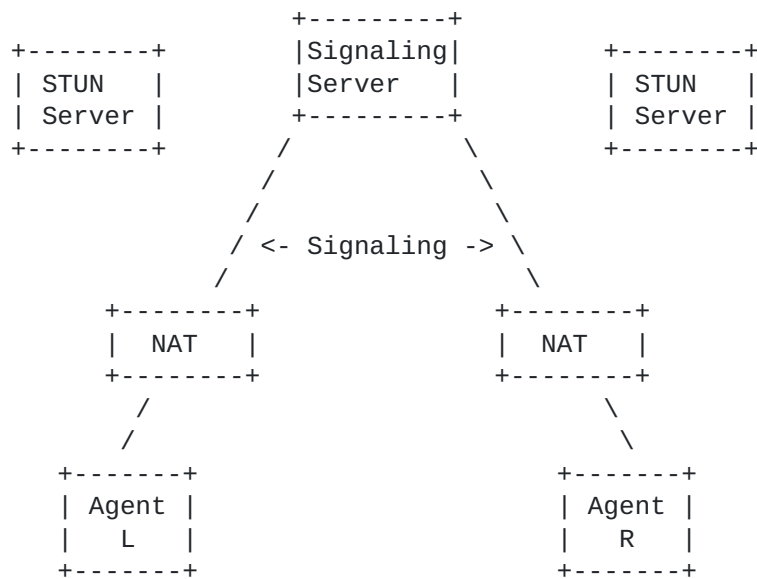 Signaling
Server
STUN
Server
STUN
Server
<- Signaling ->
NAT
NAT
Agent
L
Agent
R